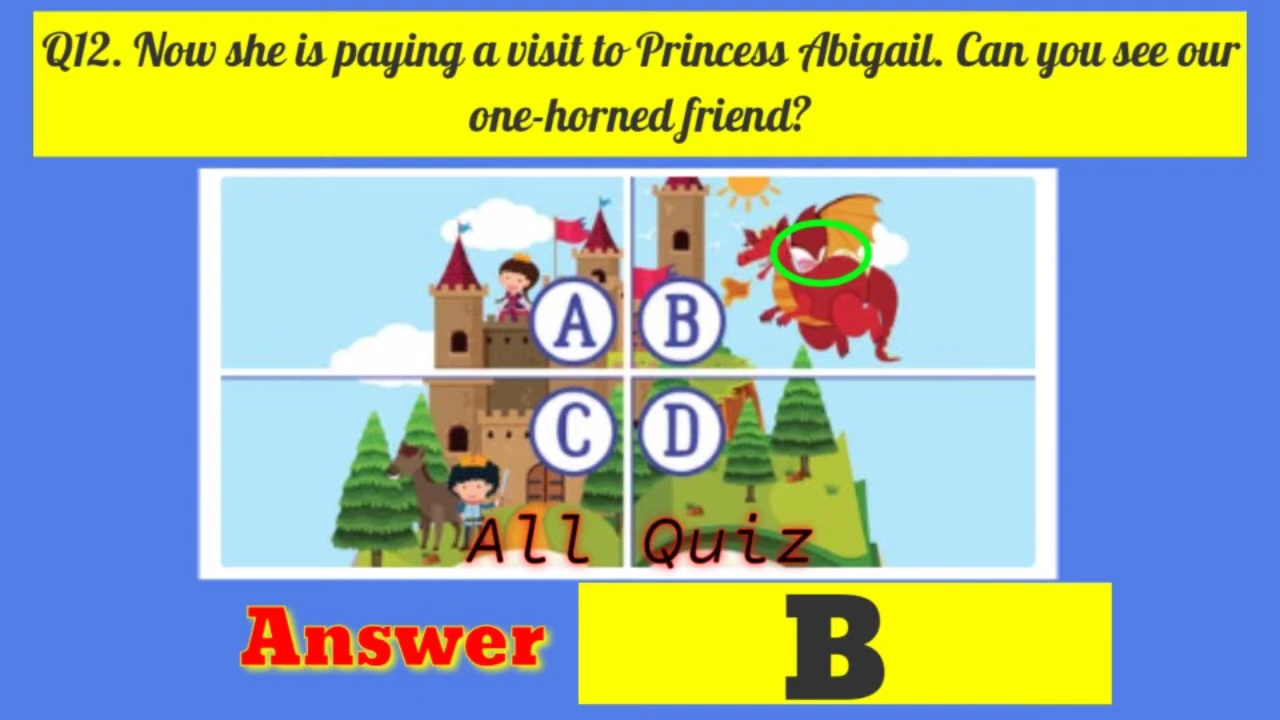 Q12. Now she is paying a visit to Princess Abigail. Can you see our
one-horned friend?
A B
C D
All Quiz
Answer B